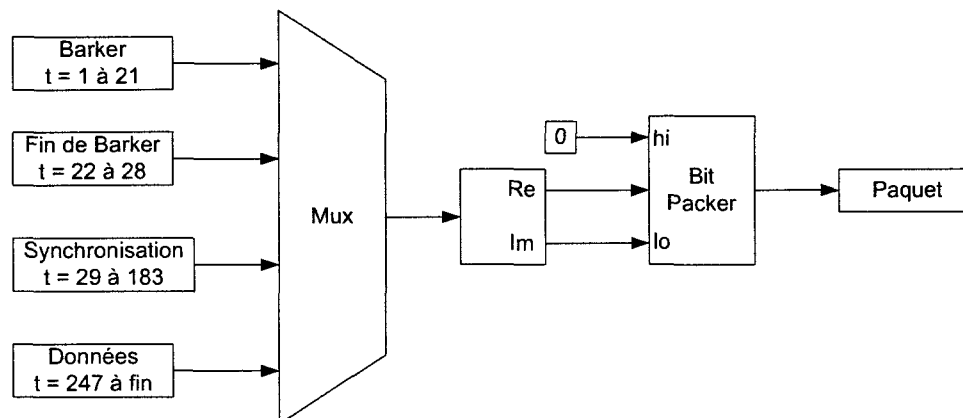 Barker
t = 1 à 21
Fin de Barker
t = 22 à 28
Synchronisation
t = 29 à 183
Données
t = 247 à fin
Mux
Re
Im
0
hi
Bit
Packer
lo
Paquet